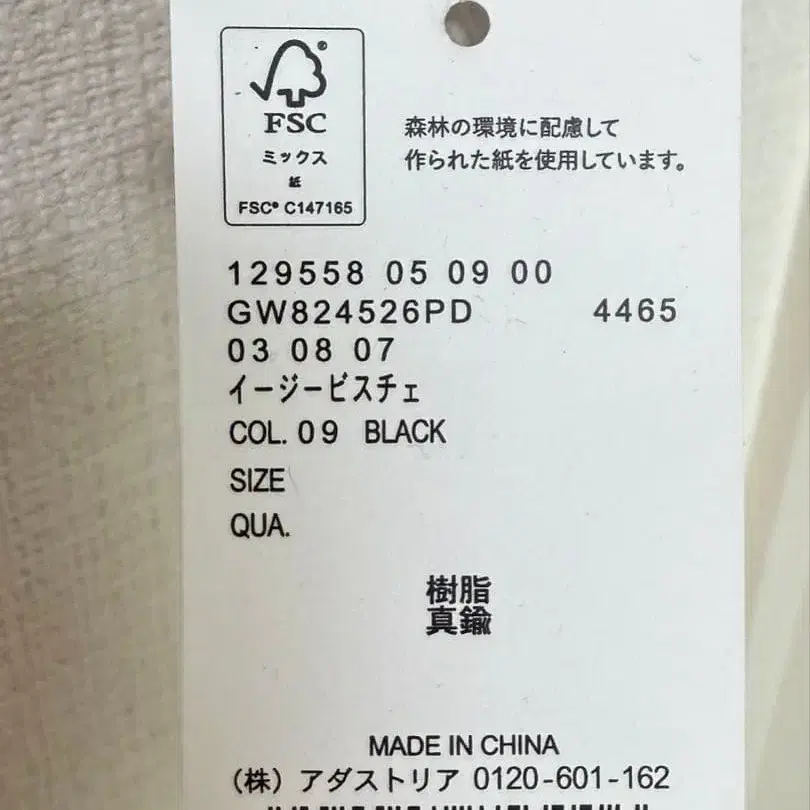 FSC
ミックス
紙
FSC® C147165
森林の環境に配慮して
作られた紙を使用しています。
129558 05 09 00
GW824526PD 4465
03 08 07
イージービスチェ
COL. 09 BLACK
SIZE
QUA.
樹脂
真鍮
MADE IN CHINA
（株）アダストリア 0120-601-162